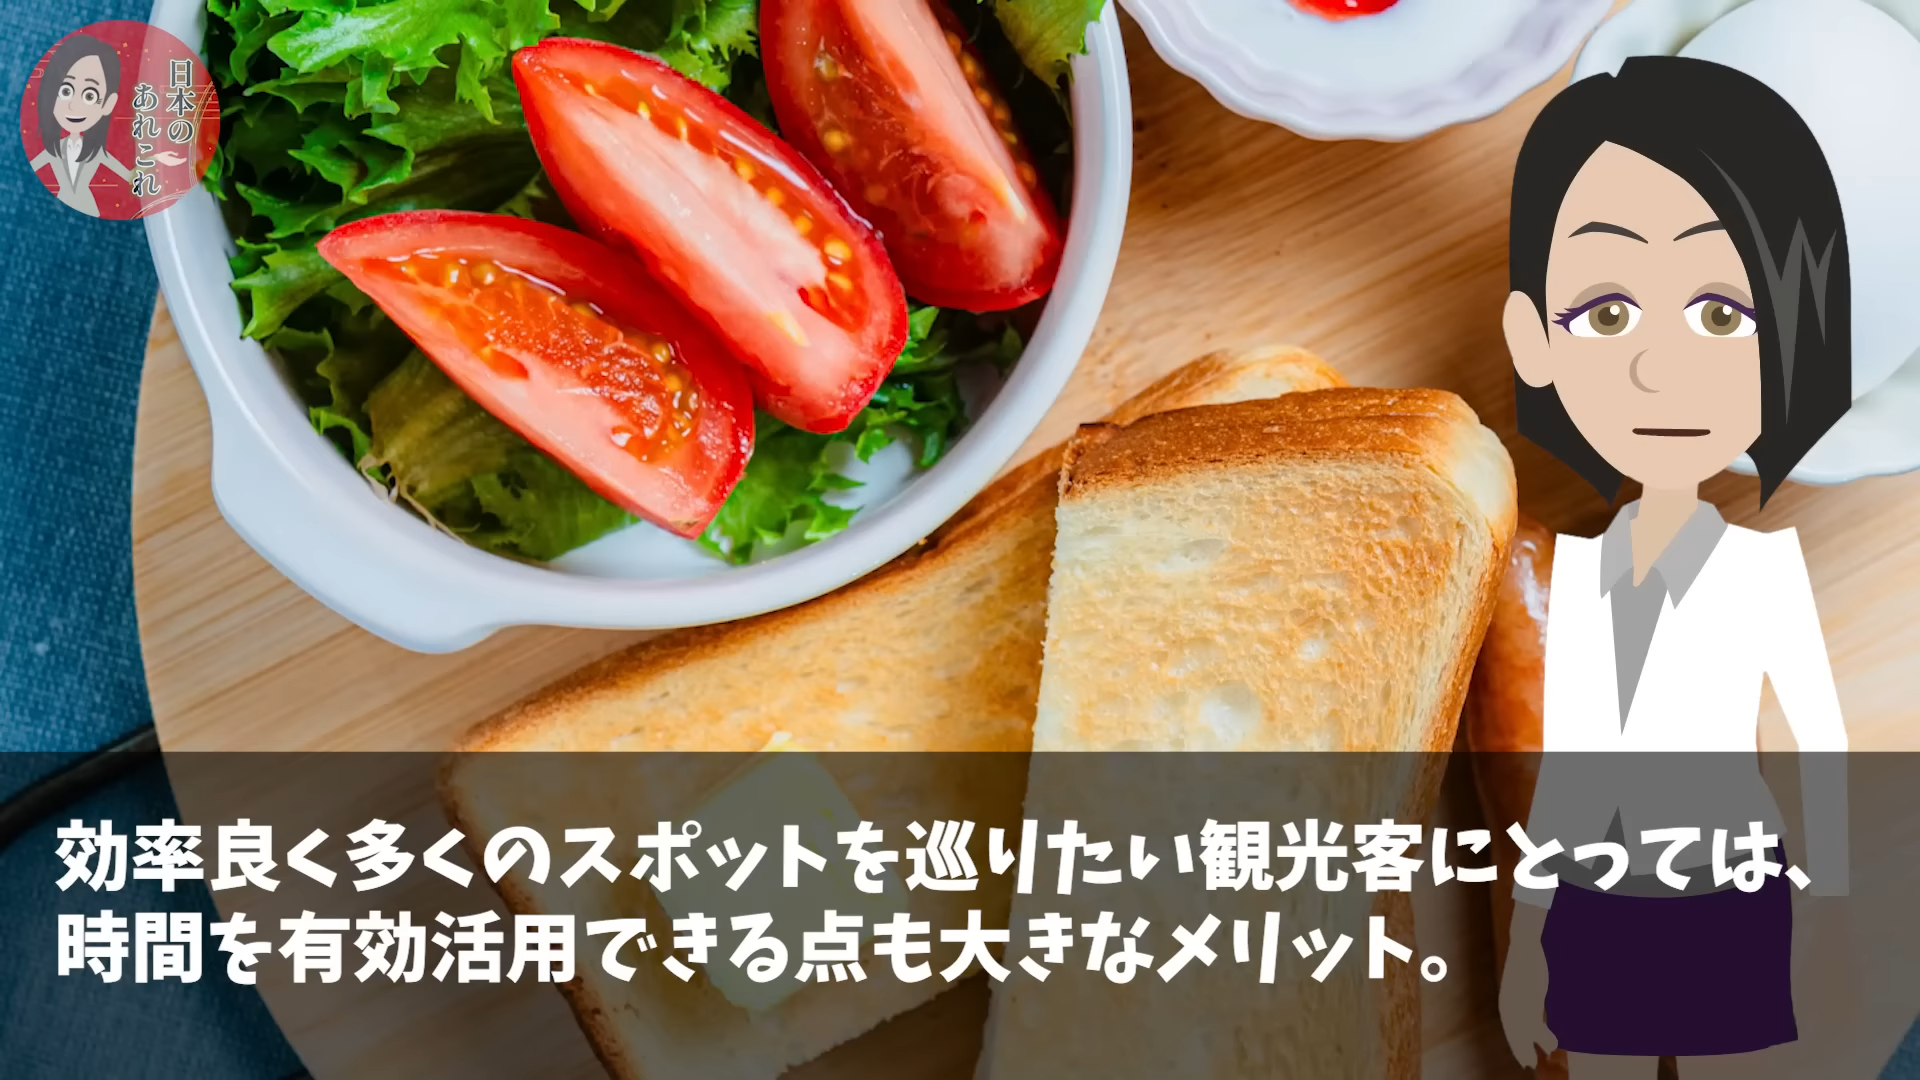 日本の
あれこれ
効率良く多くのスポットを巡りたい観光客にとっては、
時間を有効活用できる点も大きなメリット。